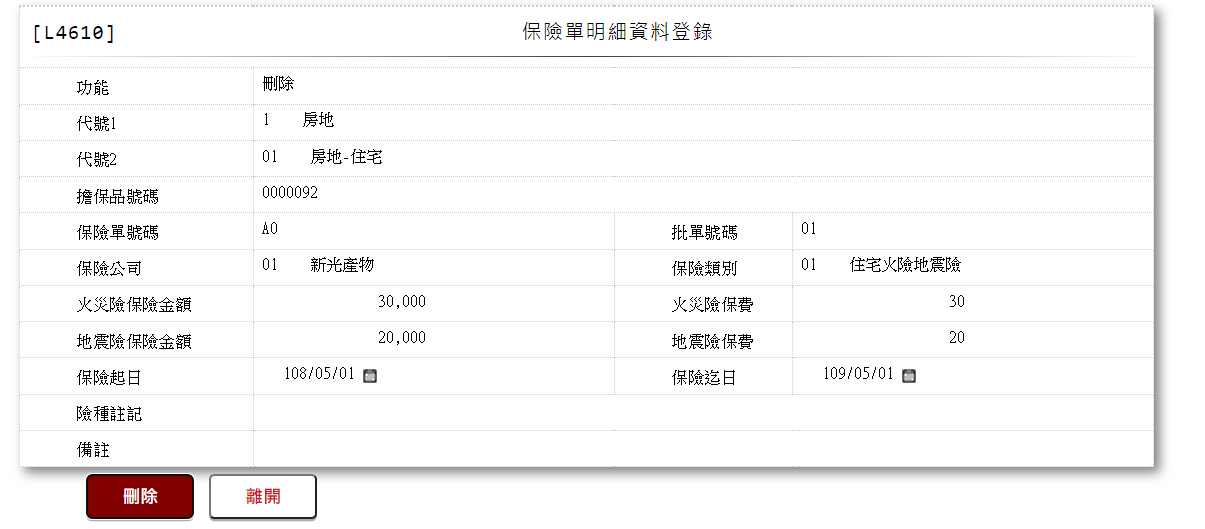 [L4610] 保險單明細資料登錄
功能 刪除
代號1 1 房地
代號2 01 房地-住宅
擔保品號碼 0000092
保險單號碼 A0 批單號碼 01
保險公司 01 新光產物 保險類別 01 住宅火險地震險
火災險保險金額 30,000 火災險保費 30
地震險保險金額 20,000 地震險保費 20
保險起日 108/05/01 保險迄日 109/05/01
險種註記
備註
刪除 離開